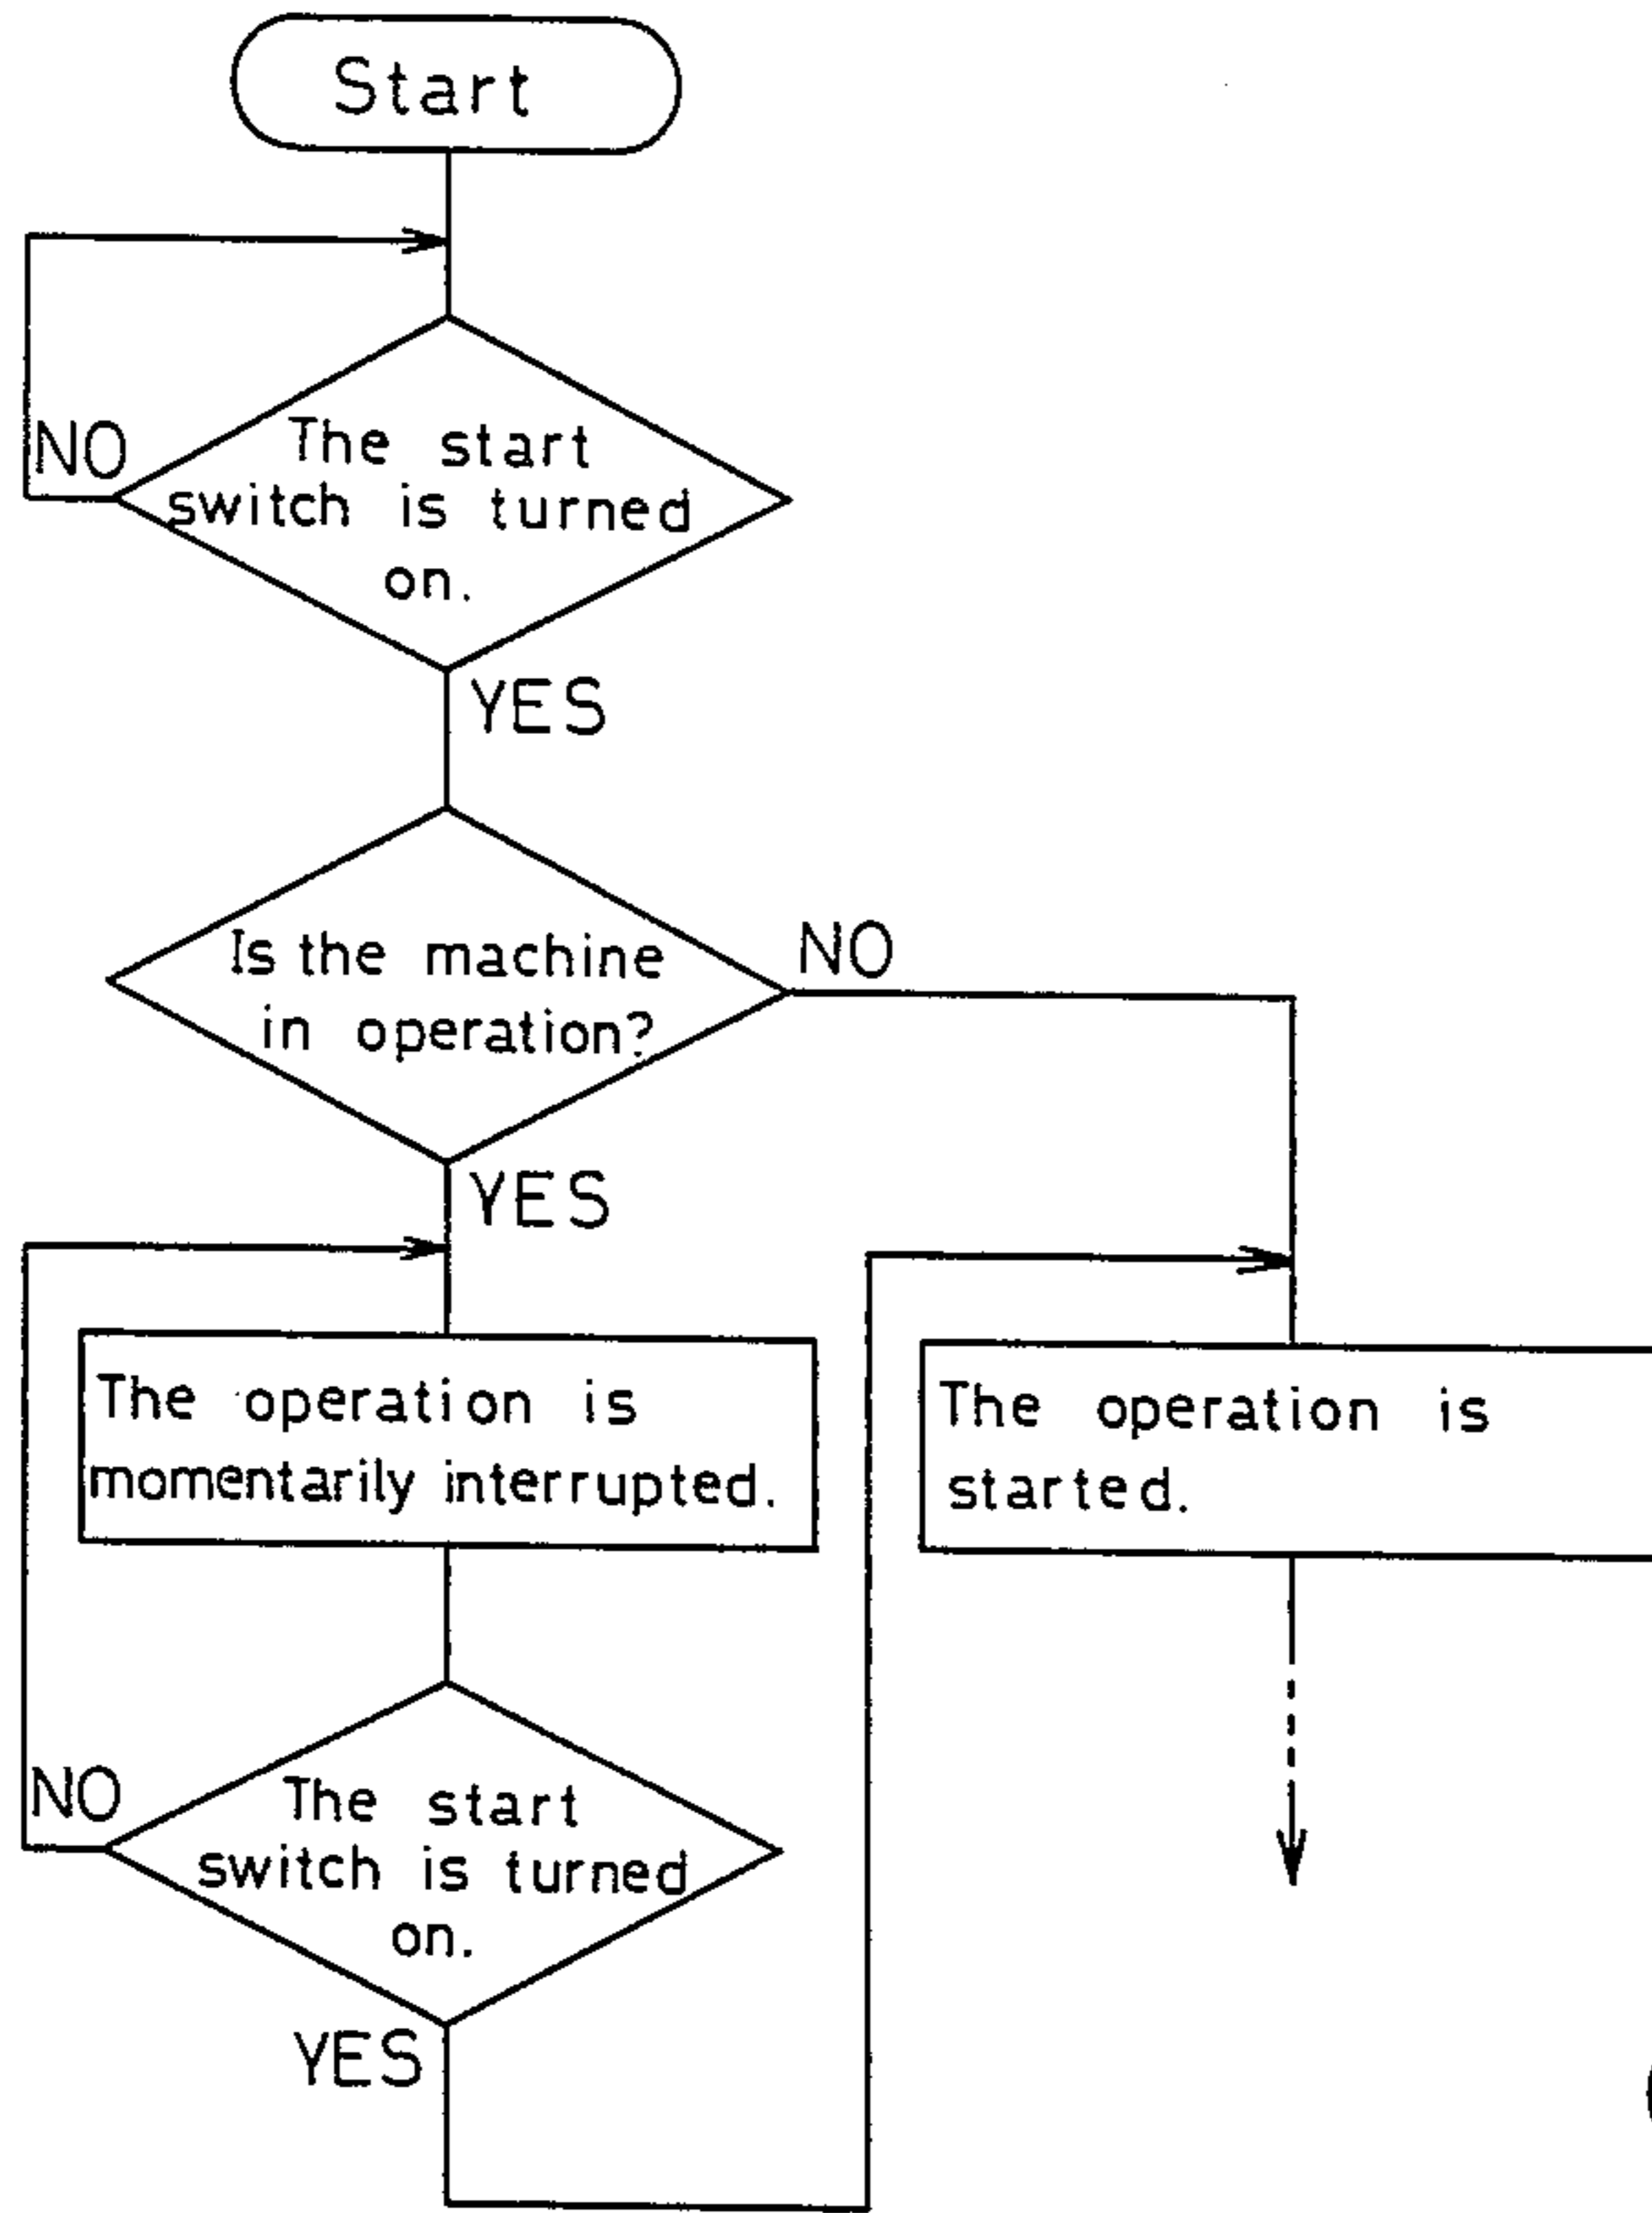 Start
NO
The start
switch is turned
on.
YES
Is the machine
in operation?
NO
YES
The operation is
momentarily interrupted.
The operation is
started.
NO
The start
switch is turned
on.
YES